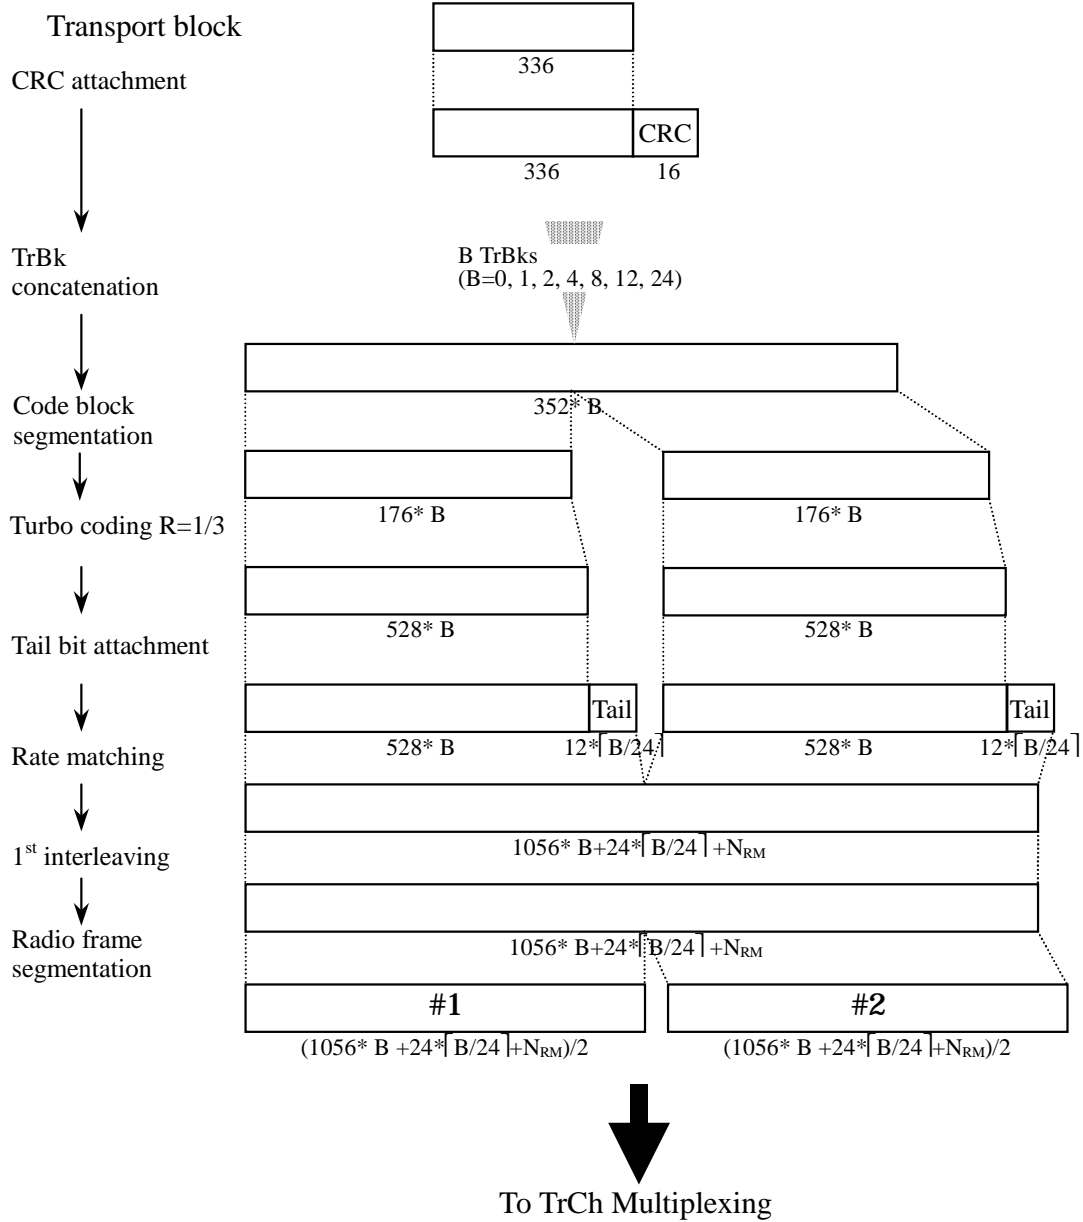 Transport block
336
CRC attachment
CRC
336 16
TrBk
concatenation
B TrBks
(B=0, 1, 2, 4, 8, 12, 24)
352* B
Code block
segmentation
176* B 176* B
Turbo coding R=1/3
528* B 528* B
Tail bit attachment
Tail Tail
528* B 12*⌈B/24⌉ 528* B 12*⌈B/24⌉
Rate matching
1056* B+24*⌈B/24⌉+N_RM
1st interleaving
1056* B+24*⌈B/24⌉+N_RM
Radio frame
segmentation
#1 #2
(1056* B +24*⌈B/24⌉+N_RM)/2 (1056* B +24*⌈B/24⌉+N_RM)/2
To TrCh Multiplexing